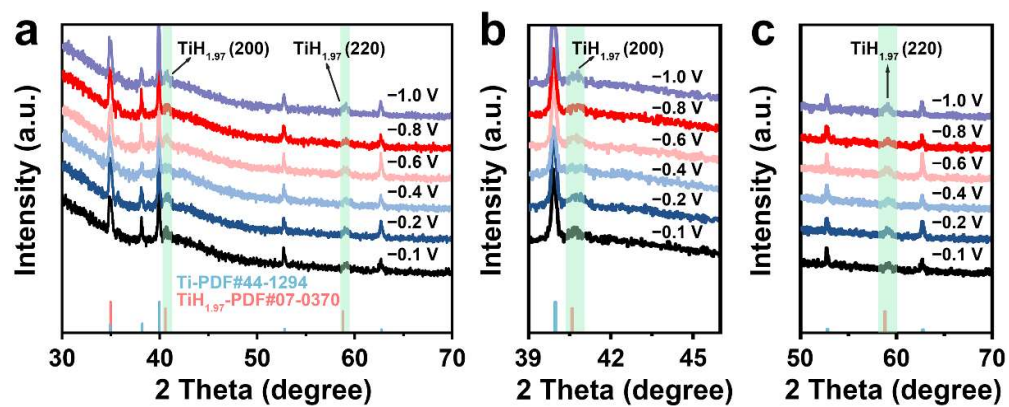 a
Intensity (a.u.)
TiH1.97 (200)
TiH1.97 (220)
−1.0 V
−0.8 V
−0.6 V
−0.4 V
−0.2 V
−0.1 V
Ti-PDF#44-1294
TiH1.97-PDF#07-0370
30 40 50 60 70
2 Theta (degree)
b
Intensity (a.u.)
TiH1.97 (200)
−1.0 V
−0.8 V
−0.6 V
−0.4 V
−0.2 V
−0.1 V
39 42 45
2 Theta (degree)
c
Intensity (a.u.)
TiH1.97 (220)
−1.0 V
−0.8 V
−0.6 V
−0.4 V
−0.2 V
−0.1 V
50 60 70
2 Theta (degree)